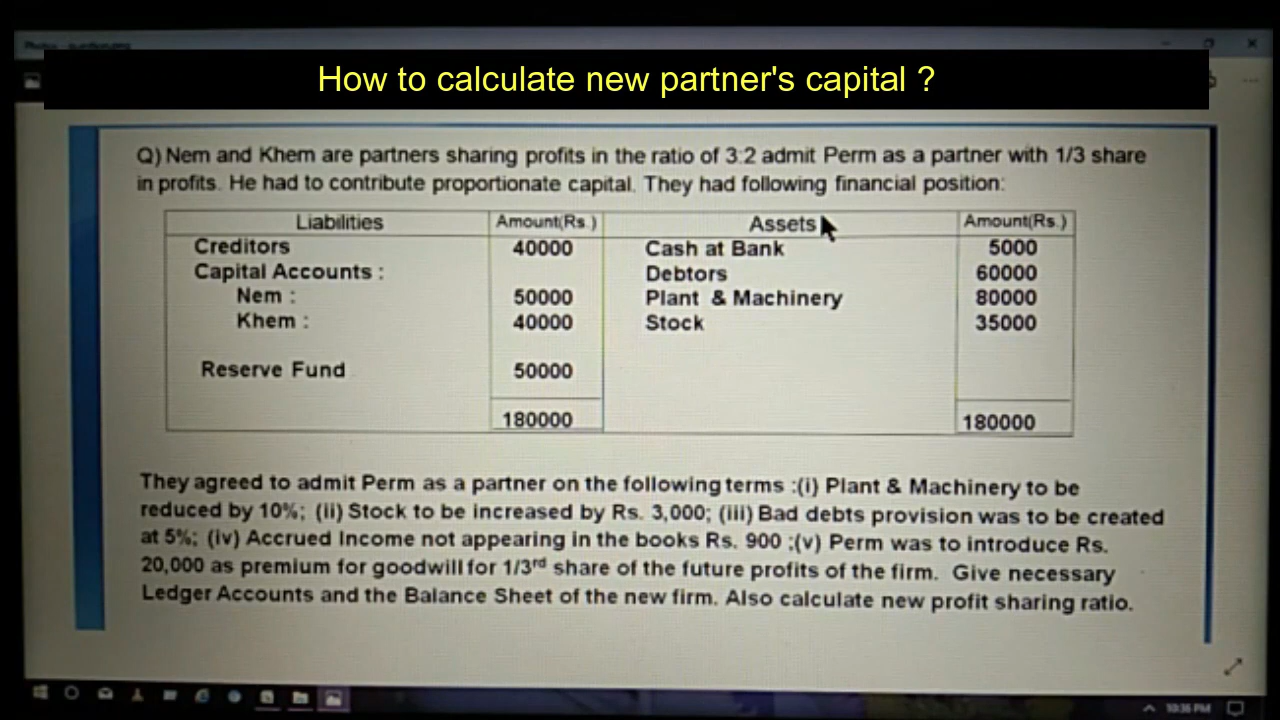 How to calculate new partner's capital ?
Q) Nem and Khem are partners sharing profits in the ratio of 3:2 admit Perm as a partner with 1/3 share
in profits. He had to contribute proportionate capital. They had following financial position:
Liabilities Amount(Rs.) Assets Amount(Rs.)
Creditors 40000 Cash at Bank 5000
Capital Accounts : Debtors 60000
Nem : 50000 Plant & Machinery 80000
Khem : 40000 Stock 35000
Reserve Fund 50000
180000 180000
They agreed to admit Perm as a partner on the following terms :(i) Plant & Machinery to be
reduced by 10%; (ii) Stock to be increased by Rs. 3,000; (iii) Bad debts provision was to be created
at 5%; (iv) Accrued Income not appearing in the books Rs. 900 ;(v) Perm was to introduce Rs.
20,000 as premium for goodwill for 1/3rd share of the future profits of the firm. Give necessary
Ledger Accounts and the Balance Sheet of the new firm. Also calculate new profit sharing ratio.
10:36 PM